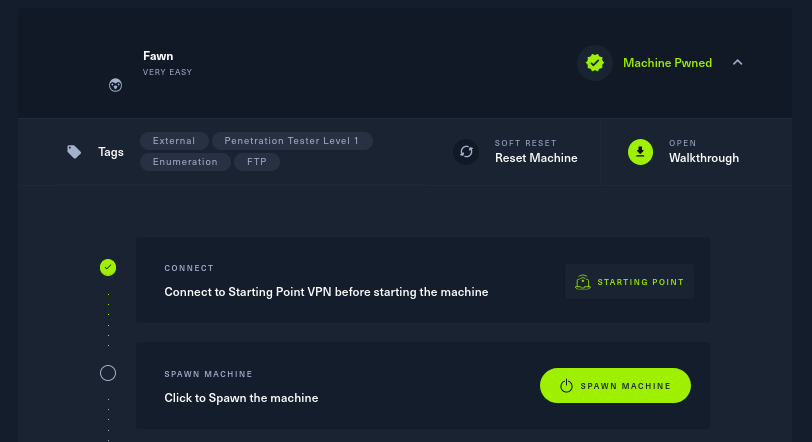 Fawn
VERY EASY
Machine Pwned
Tags
External
Penetration Tester Level 1
Enumeration
FTP
SOFT RESET
Reset Machine
OPEN
Walkthrough
CONNECT
Connect to Starting Point VPN before starting the machine
STARTING POINT
SPAWN MACHINE
Click to Spawn the machine
SPAWN MACHINE